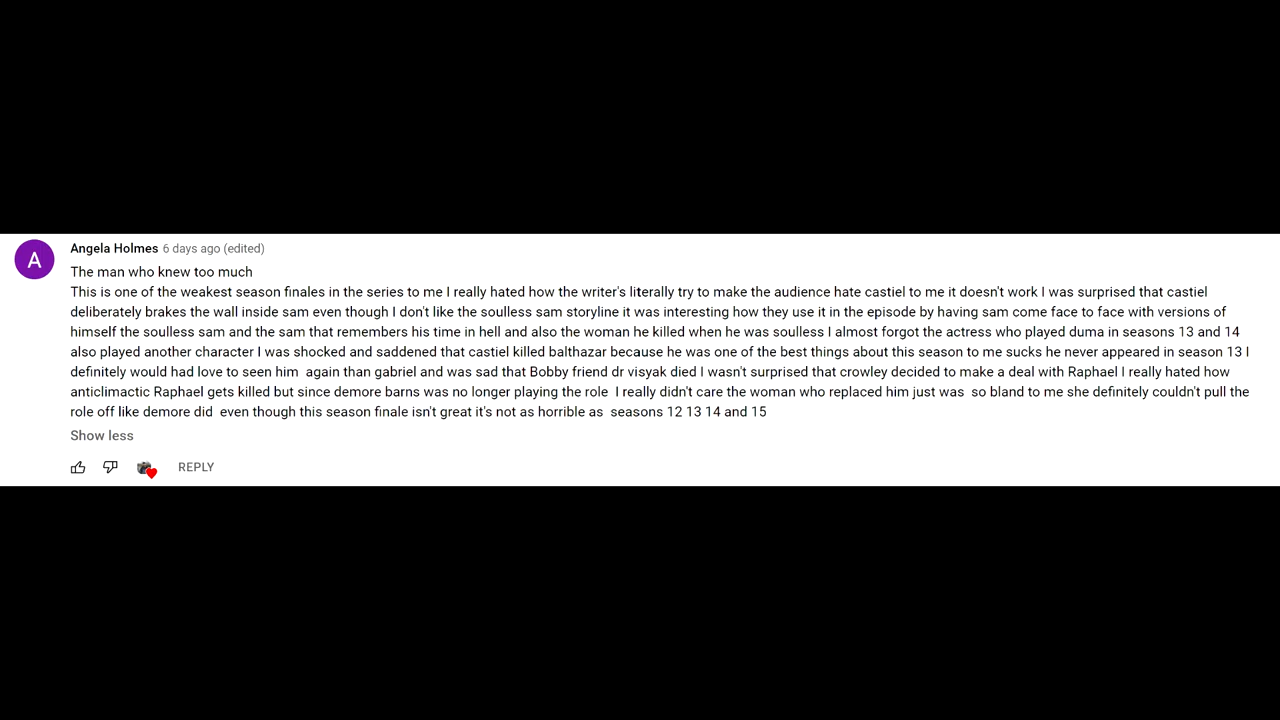 A
Angela Holmes 6 days ago (edited)
The man who knew too much
This is one of the weakest season finales in the series to me I really hated how the writer's literally try to make the audience hate castiel to me it doesn't work I was surprised that castiel
deliberately brakes the wall inside sam even though I don't like the soulless sam storyline it was interesting how they use it in the episode by having sam come face to face with versions of
himself the soulless sam and the sam that remembers his time in hell and also the woman he killed when he was soulless I almost forgot the actress who played duma in seasons 13 and 14
also played another character I was shocked and saddened that castiel killed balthazar because he was one of the best things about this season to me sucks he never appeared in season 13 I
definitely would had love to seen him  again than gabriel and was sad that Bobby friend dr visyak died I wasn't surprised that crowley decided to make a deal with Raphael I really hated how
anticlimactic Raphael gets killed but since demore barns was no longer playing the role  I really didn't care the woman who replaced him just was  so bland to me she definitely couldn't pull the
role off like demore did  even though this season finale isn't great it's not as horrible as  seasons 12 13 14 and 15
Show less
REPLY